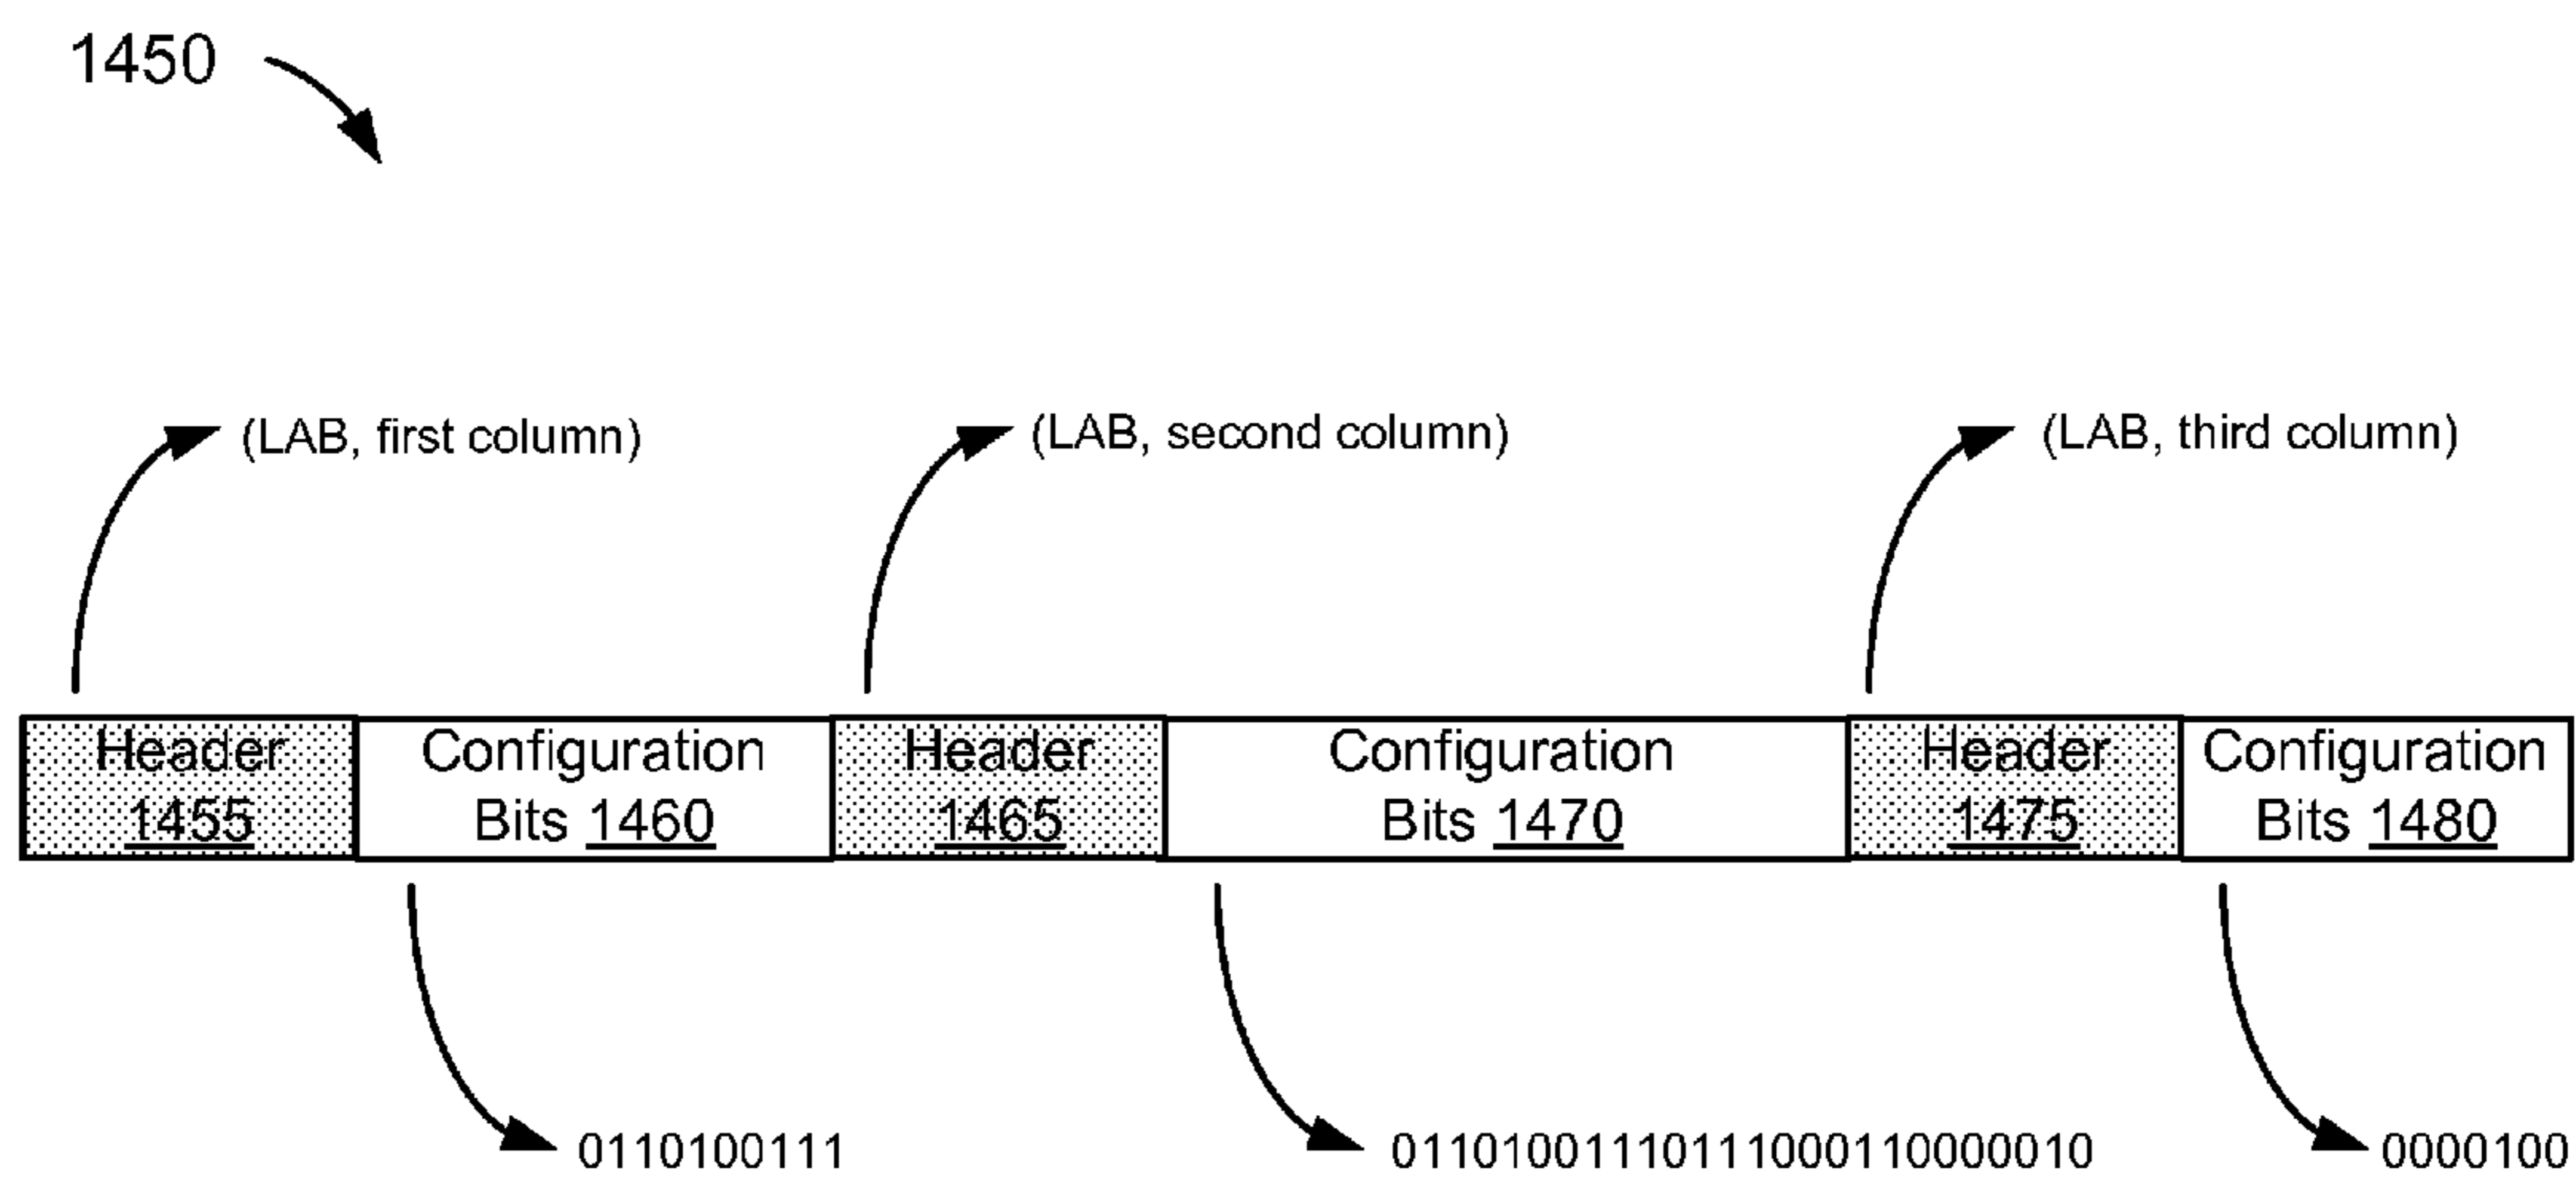 1450
(LAB, first column)
(LAB, second column)
(LAB, third column)
Header
1455
Configuration
Bits 1460
Header
1465
Configuration
Bits 1470
Header
1475
Configuration
Bits 1480
0110100111
01101001110111000110000010
0000100